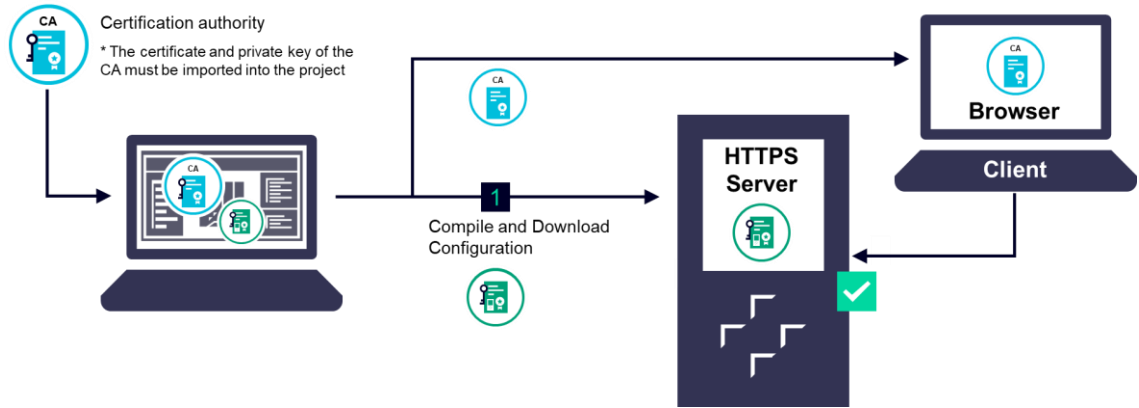 CA
Certification authority
* The certificate and private key of the
CA must be imported into the project
CA
CA
Browser
Client
CA
HTTPS
Server
1
Compile and Download
Configuration